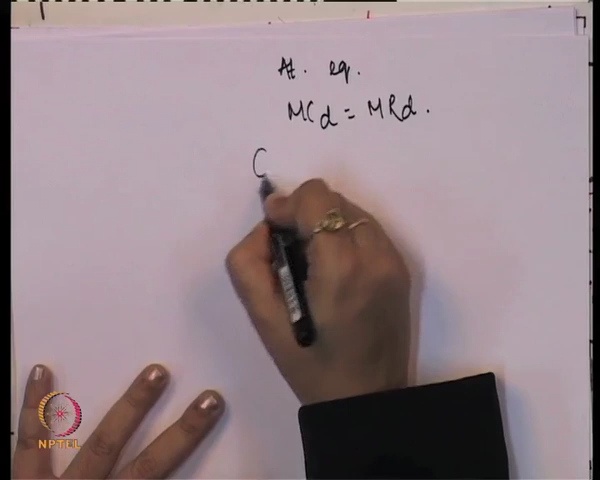 At. eq.
MCd = MRd.
C
NPTEL